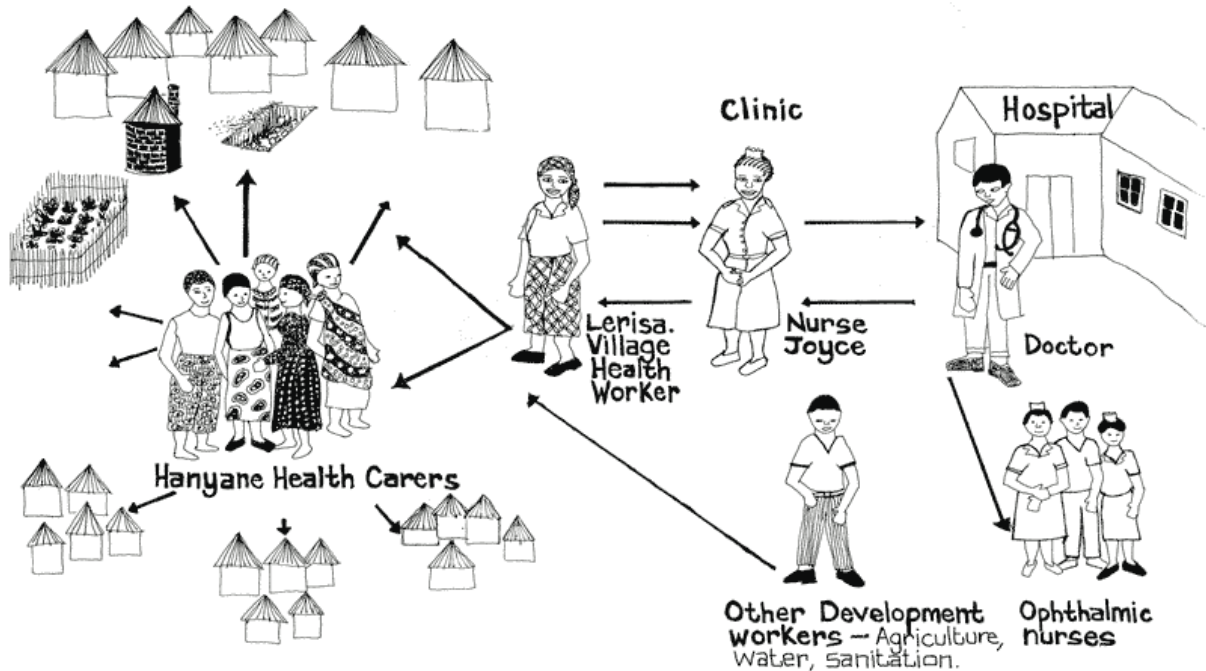 Clinic
Hospital
Lerisa.
Village
Health
Worker
Nurse
Joyce
Doctor
Hanyane Health Carers
Other Development
workers – Agriculture,
Water, sanitation.
Ophthalmic
nurses